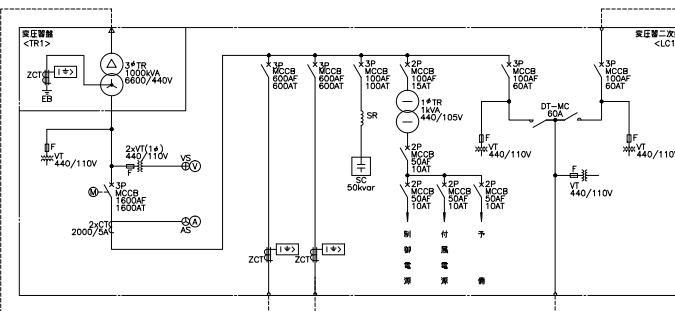 変圧器盤
<TR1>
3φTR
1000kVA
6600/440V
ZCT
EB
VT
440/110V
F
2xVT(1φ)
440/110V
F
VS
V
M
3P
MCCB
1600AF
1600AT
2xCT
2000/5A
A
AS
3P
MCCB
600AF
600AT
3P
MCCB
600AF
600AT
ZCT
ZCT
3P
MCCB
100AF
100AT
SR
SC
50kvar
2P
MCCB
100AF
15AT
1φTR
1kVA
440/105V
2P
MCCB
50AF
10AT
2P
MCCB
50AF
10AT
2P
MCCB
50AF
10AT
2P
MCCB
50AF
10AT
制御電源
付属電源
予備
3P
MCCB
100AF
60AT
F
VT
440/110V
DT-MC
60A
F
VT
440/110V
変圧器二次
<LC1
3P
MCCB
100AF
60AT
F
VT
440/110V